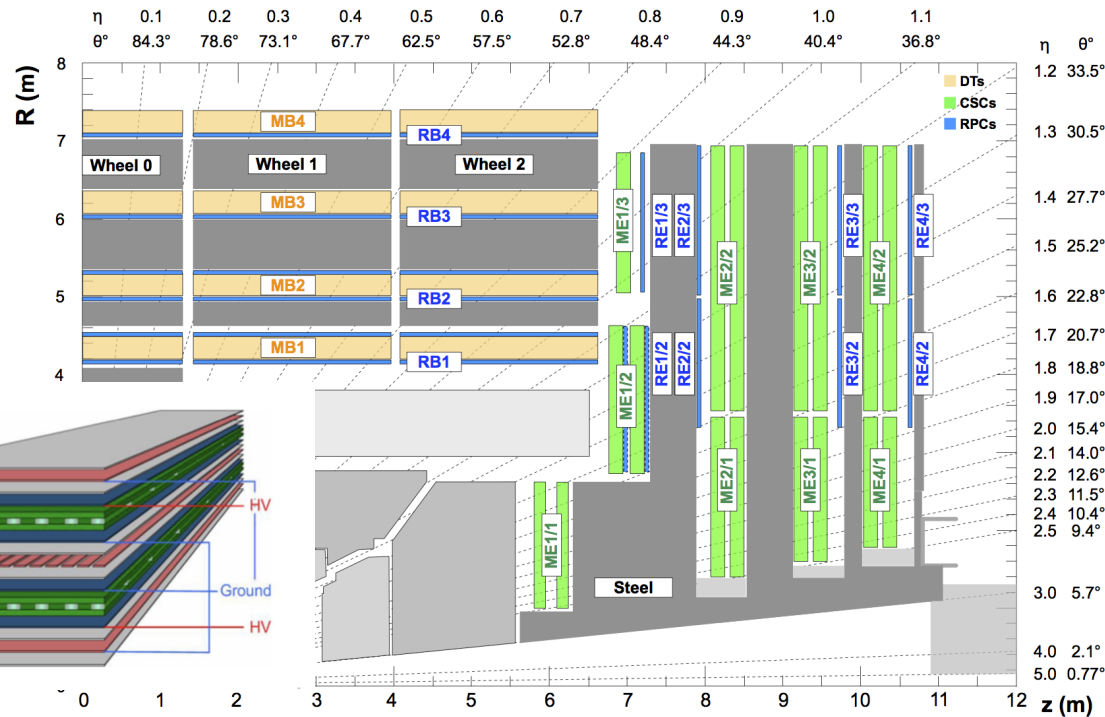 η 0.1 0.2 0.3 0.4 0.5 0.6 0.7 0.8 0.9 1.0 1.1
θ° 84.3° 78.6° 73.1° 67.7° 62.5° 57.5° 52.8° 48.4° 44.3° 40.4° 36.8° η θ°
R (m)
8
7
6
5
4
1.2 33.5°
1.3 30.5°
1.4 27.7°
1.5 25.2°
1.6 22.8°
1.7 20.7°
1.8 18.8°
1.9 17.0°
2.0 15.4°
2.1 14.0°
2.2 12.6°
2.3 11.5°
2.4 10.4°
2.5 9.4°
3.0 5.7°
4.0 2.1°
5.0 0.77°
DTs
CSCs
RPCs
MB4
RB4
Wheel 0 Wheel 1 Wheel 2
MB3
RB3
MB2
RB2
MB1
RB1
ME1/3
RE1/3
RE2/3
ME2/2
ME3/2
RE3/3
ME4/2
RE4/3
ME1/2
RE1/2
RE2/2
RE3/2
RE4/2
ME1/1
ME2/1
ME3/1
ME4/1
Steel
HV
Ground
HV
0 1 2 3 4 5 6 7 8 9 10 11 12
z (m)